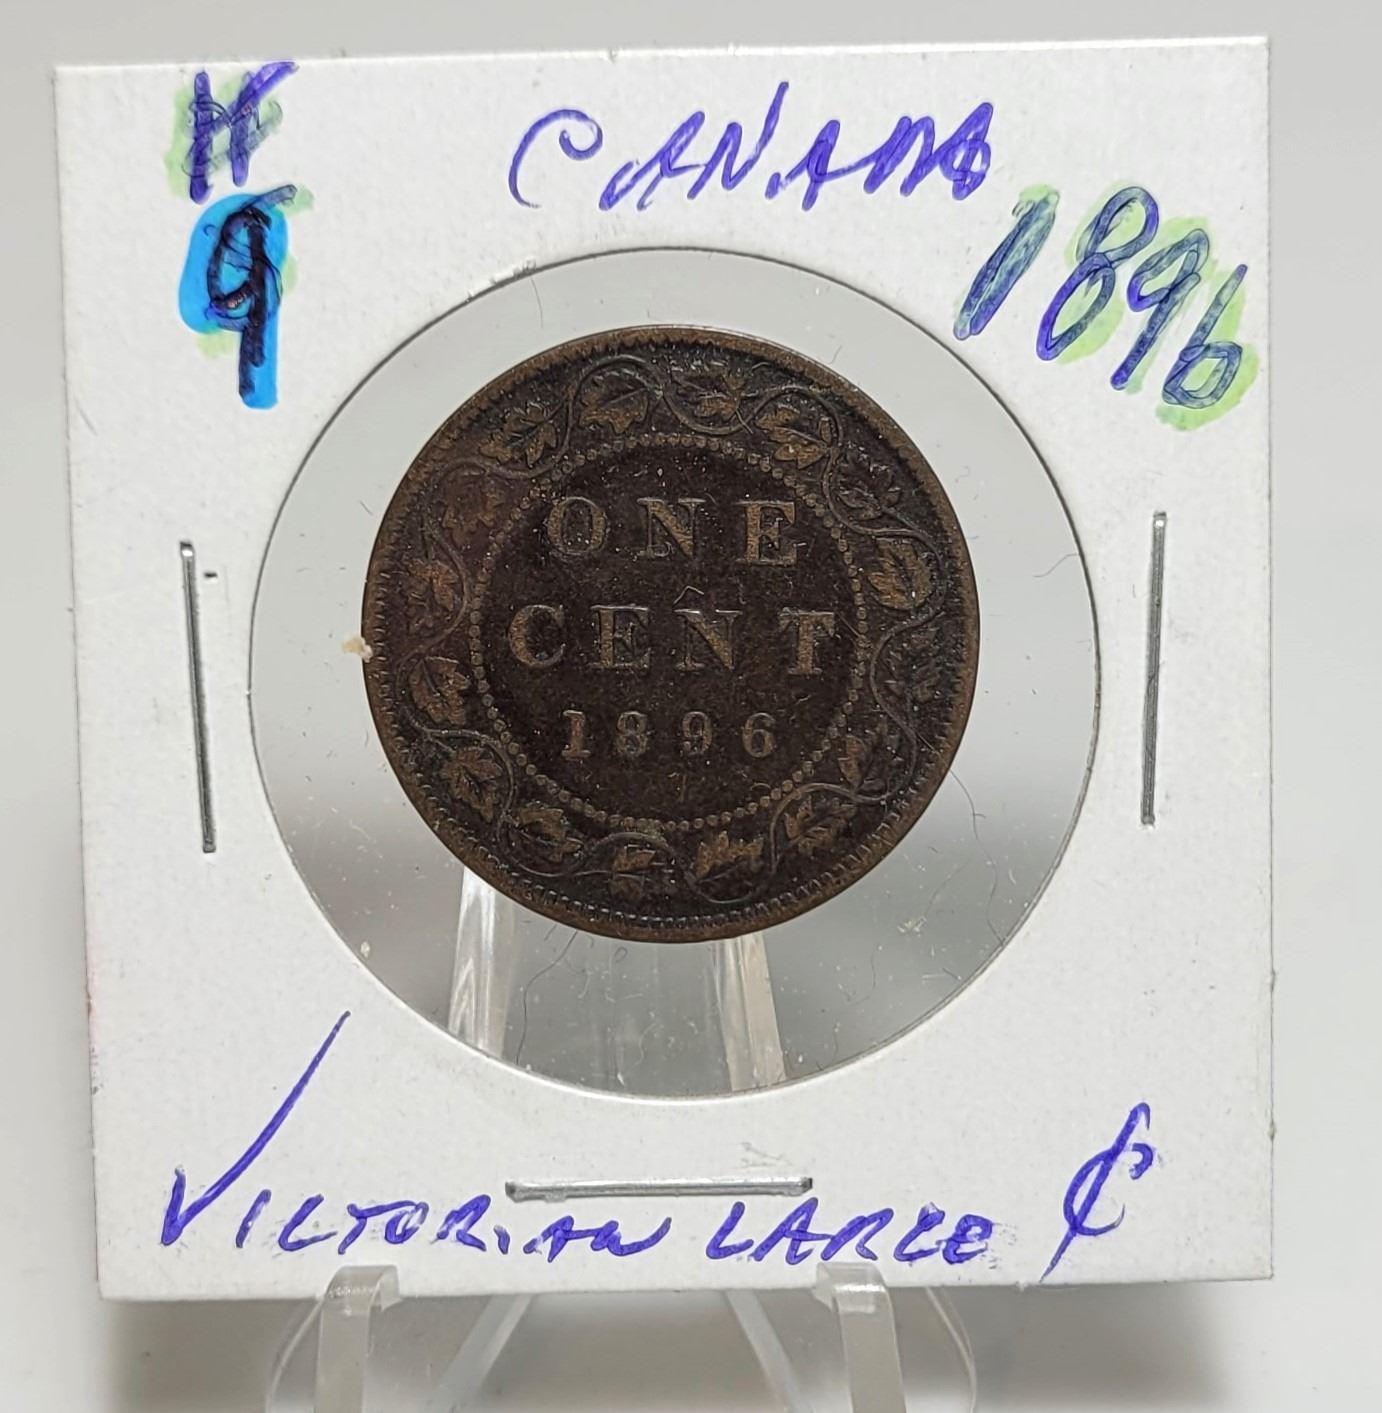 CANADA
1896
9
ONE
CENT
1896
VICTORIAN LARGE ¢